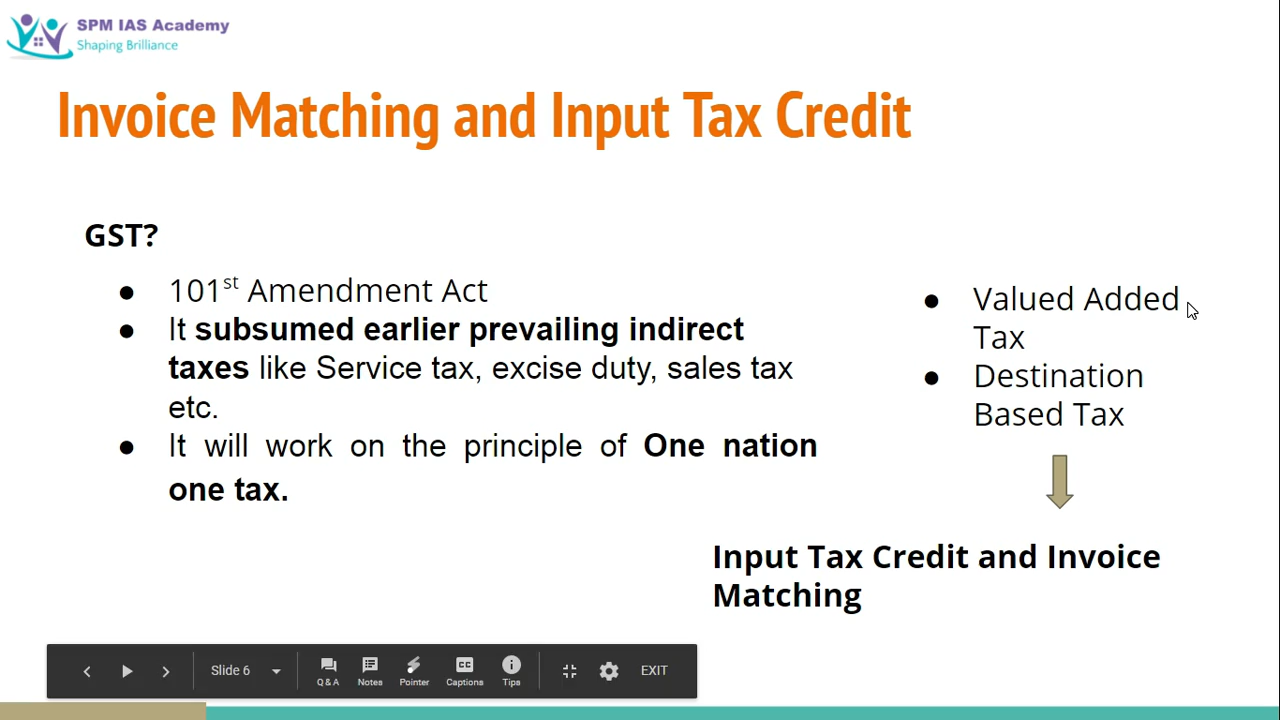 SPM IAS Academy
Shaping Brilliance
Invoice Matching and Input Tax Credit
GST?
● 101st Amendment Act
● It subsumed earlier prevailing indirect
taxes like Service tax, excise duty, sales tax
etc.
● It will work on the principle of One nation
one tax.
● Valued Added
Tax
● Destination
Based Tax
Input Tax Credit and Invoice
Matching
Slide 6
Q & A
Notes
Pointer
CC
Captions
Tips
EXIT